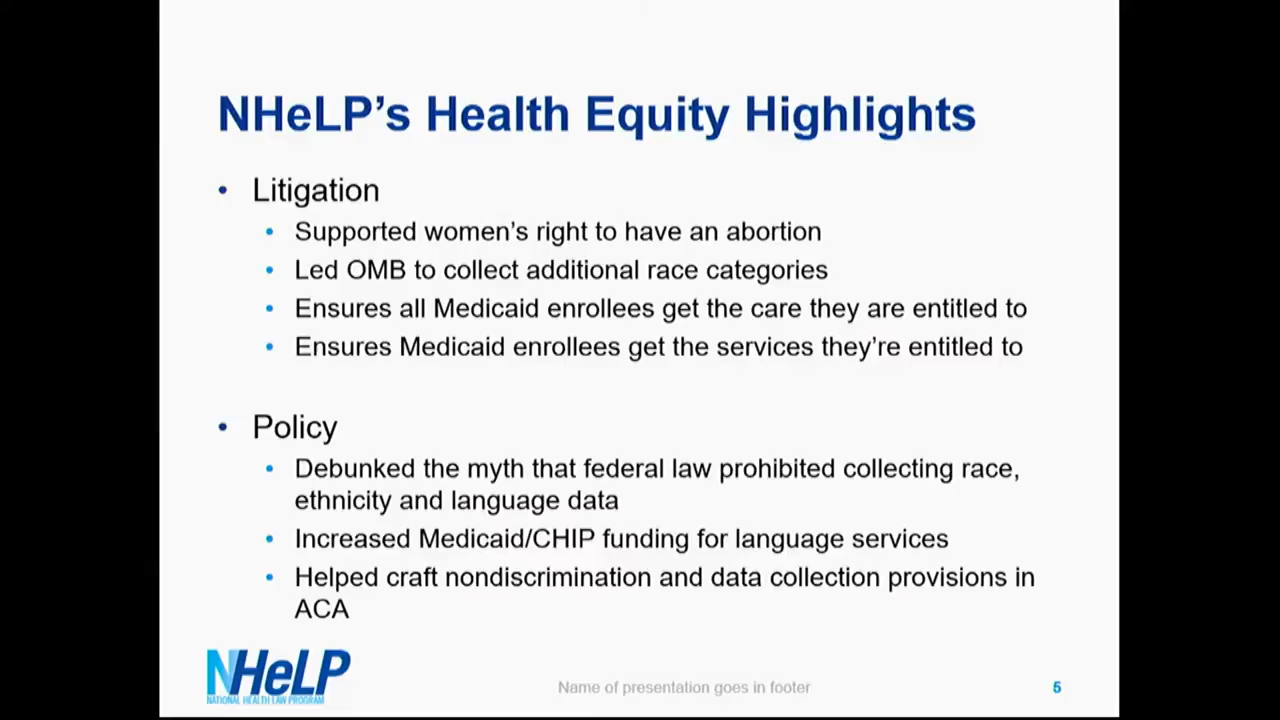 NHeLP’s Health Equity Highlights
• Litigation
• Supported women’s right to have an abortion
• Led OMB to collect additional race categories
• Ensures all Medicaid enrollees get the care they are entitled to
• Ensures Medicaid enrollees get the services they’re entitled to
• Policy
• Debunked the myth that federal law prohibited collecting race,
ethnicity and language data
• Increased Medicaid/CHIP funding for language services
• Helped craft nondiscrimination and data collection provisions in
ACA
NHeLP
NATIONAL HEALTH LAW PROGRAM
Name of presentation goes in footer
5